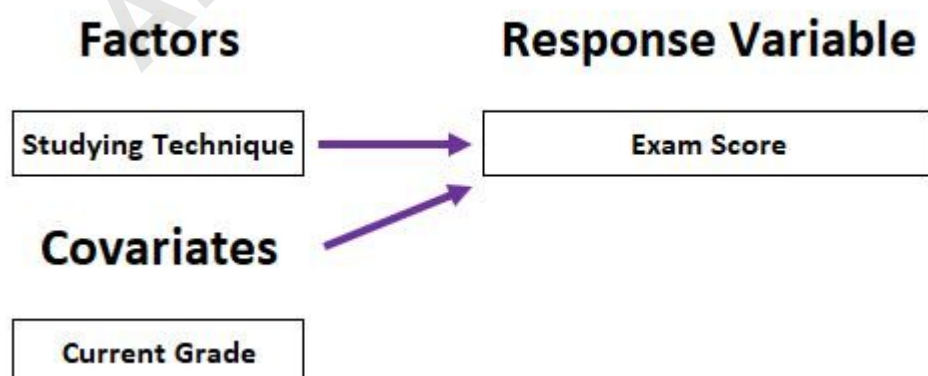 Factors
Response Variable
Studying Technique
Exam Score
Covariates
Current Grade